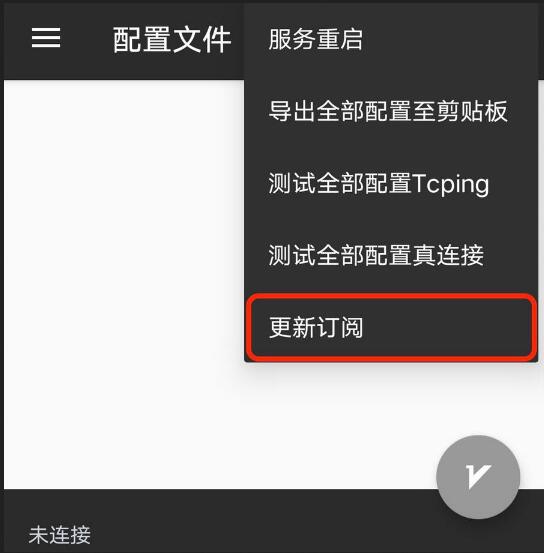 配置文件
服务重启
导出全部配置至剪贴板
测试全部配置Tcping
测试全部配置真连接
更新订阅
未连接